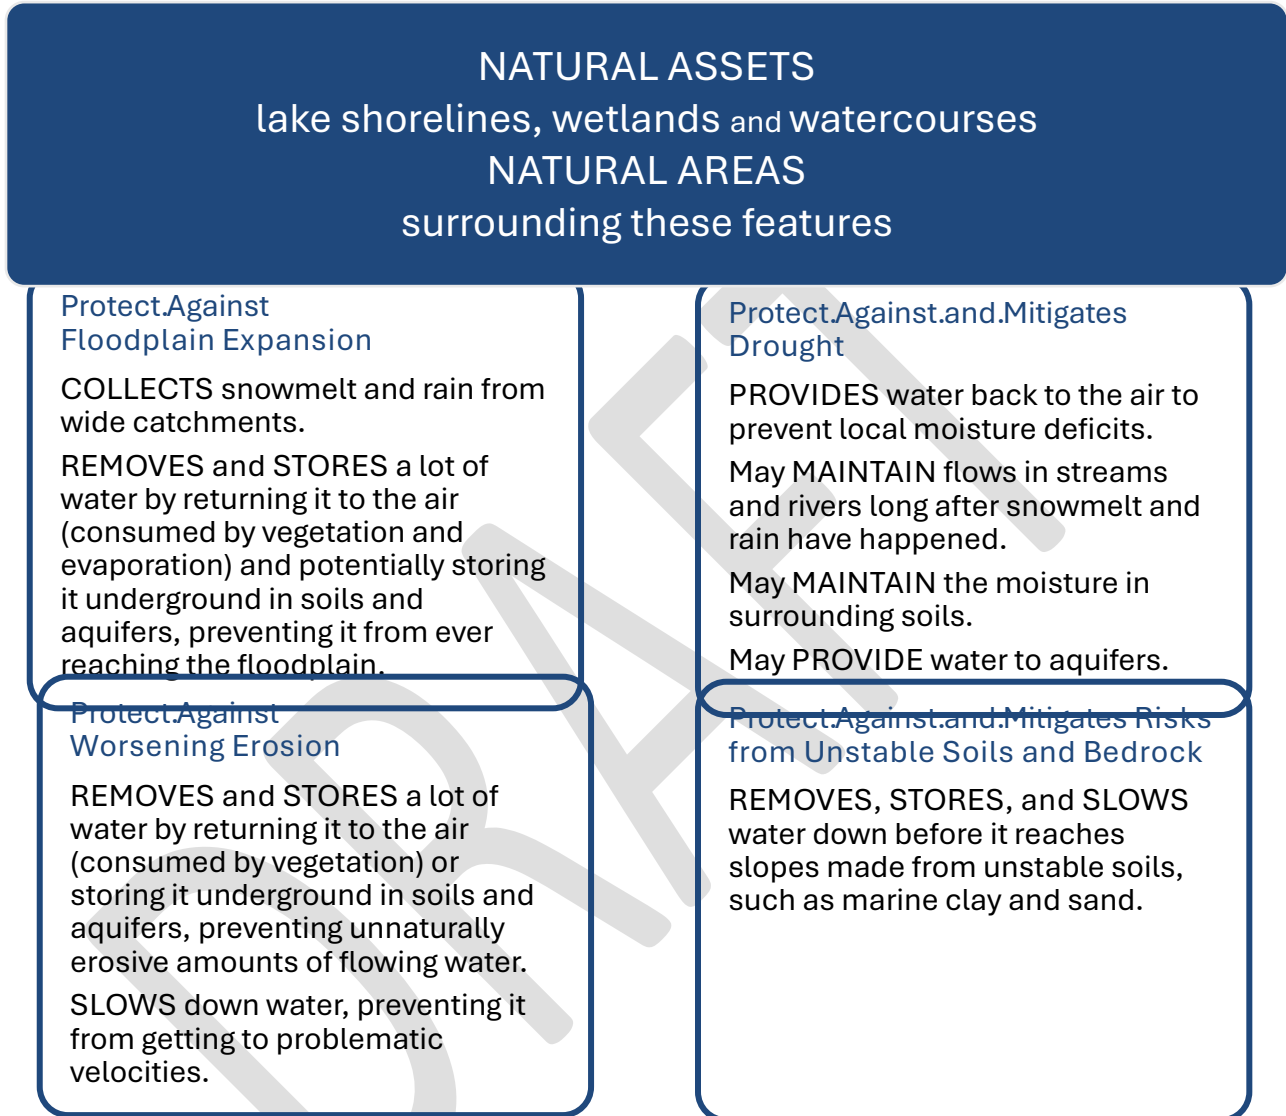 NATURAL ASSETS
lake shorelines, wetlands and watercourses
NATURAL AREAS
surrounding these features
Protect.Against
Floodplain Expansion
COLLECTS snowmelt and rain from
wide catchments.
REMOVES and STORES a lot of
water by returning it to the air
(consumed by vegetation and
evaporation) and potentially storing
it underground in soils and
aquifers, preventing it from ever
reaching the floodplain.
Protect.Against.and.Mitigates
Drought
PROVIDES water back to the air to
prevent local moisture deficits.
May MAINTAIN flows in streams
and rivers long after snowmelt and
rain have happened.
May MAINTAIN the moisture in
surrounding soils.
May PROVIDE water to aquifers.
Protect.Against
Worsening Erosion
REMOVES and STORES a lot of
water by returning it to the air
(consumed by vegetation) or
storing it underground in soils and
aquifers, preventing unnaturally
erosive amounts of flowing water.
SLOWS down water, preventing it
from getting to problematic
velocities.
Protect.Against.and.Mitigates Risks
from Unstable Soils and Bedrock
REMOVES, STORES, and SLOWS
water down before it reaches
slopes made from unstable soils,
such as marine clay and sand.
DRAFT